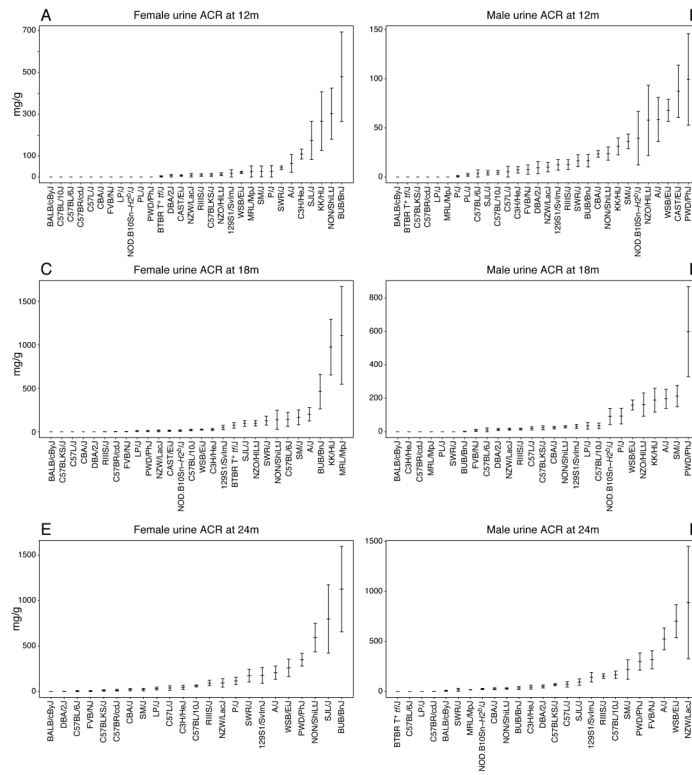 A
Female urine ACR at 12m
mg/g
700
500
300
100
0
BALB/cByJ
C57BL/10J
C57BL/6J
C57BR/cdJ
C57L/J
CBA/J
FVB/NJ
LP/J
NOD.B10Sn−H2ᵇ/J
PL/J
PWD/PhJ
BTBR T⁺ tf/J
DBA/2J
CAST/EiJ
NZW/LacJ
RIIIS/J
C57BLKS/J
NZO/HILtJ
129S1/SvImJ
WSB/EiJ
MRL/MpJ
SM/J
P/J
SWR/J
A/J
C3H/HeJ
SJL/J
KK/HIJ
NON/ShiLtJ
BUB/BnJ
Male urine ACR at 12m
150
100
50
0
BALB/cByJ
BTBR T⁺ tf/J
C57BL/10J
C57BR/cdJ
LP/J
MRL/MpJ
P/J
PL/J
C57BL/6J
SJL/J
C57BLKS/J
C57L/J
C3H/HeJ
FVB/NJ
DBA/2J
NZW/LacJ
129S1/SvImJ
RIIIS/J
SWR/J
BUB/BnJ
CBA/J
NON/ShiLtJ
KK/HIJ
SM/J
NOD.B10Sn−H2ᵇ/J
NZO/HILtJ
A/J
WSB/EiJ
CAST/EiJ
PWD/PhJ
C
Female urine ACR at 18m
mg/g
1500
1000
500
0
BALB/cByJ
C57BLKS/J
C57L/J
CBA/J
DBA/2J
RIIIS/J
C57BR/cdJ
FVB/NJ
LP/J
PWD/PhJ
NZW/LacJ
CAST/EiJ
NOD.B10Sn−H2ᵇ/J
C57BL/10J
WSB/EiJ
C3H/HeJ
129S1/SvImJ
BTBR T⁺ tf/J
SJL/J
NZO/HILtJ
SWR/J
NON/ShiLtJ
C57BL/6J
SM/J
A/J
BUB/BnJ
KK/HIJ
MRL/MpJ
Male urine ACR at 18m
800
600
400
200
0
BALB/cByJ
C3H/HeJ
C57BR/cdJ
MRL/MpJ
PL/J
SWR/J
BUB/BnJ
FVB/NJ
C57BL/6J
DBA/2J
NZW/LacJ
RIIIS/J
C57L/J
C57BLKS/J
CBA/J
NON/ShiLtJ
129S1/SvImJ
LP/J
C57BL/10J
NOD.B10Sn−H2ᵇ/J
P/J
WSB/EiJ
NZO/HILtJ
KK/HIJ
A/J
SM/J
PWD/PhJ
E
Female urine ACR at 24m
mg/g
1500
1000
500
0
BALB/cByJ
DBA/2J
C57BL/6J
FVB/NJ
C57BLKS/J
C57BR/cdJ
CBA/J
SM/J
LP/J
C57L/J
C3H/HeJ
C57BL/10J
RIIIS/J
NZW/LacJ
P/J
SWR/J
129S1/SvImJ
A/J
WSB/EiJ
PWD/PhJ
NON/ShiLtJ
SJL/J
BUB/BnJ
Male urine ACR at 24m
1500
1000
500
0
BTBR T⁺ tf/J
C57BL/6J
LP/J
C57BR/cdJ
BALB/cByJ
SWR/J
MRL/MpJ
NOD.B10Sn−H2ᵇ/J
CBA/J
NON/ShiLtJ
BUB/BnJ
C3H/HeJ
DBA/2J
C57BLKS/J
C57L/J
SJL/J
129S1/SvImJ
RIIIS/J
C57BL/10J
SM/J
PWD/PhJ
FVB/NJ
A/J
WSB/EiJ
NZW/LacJ